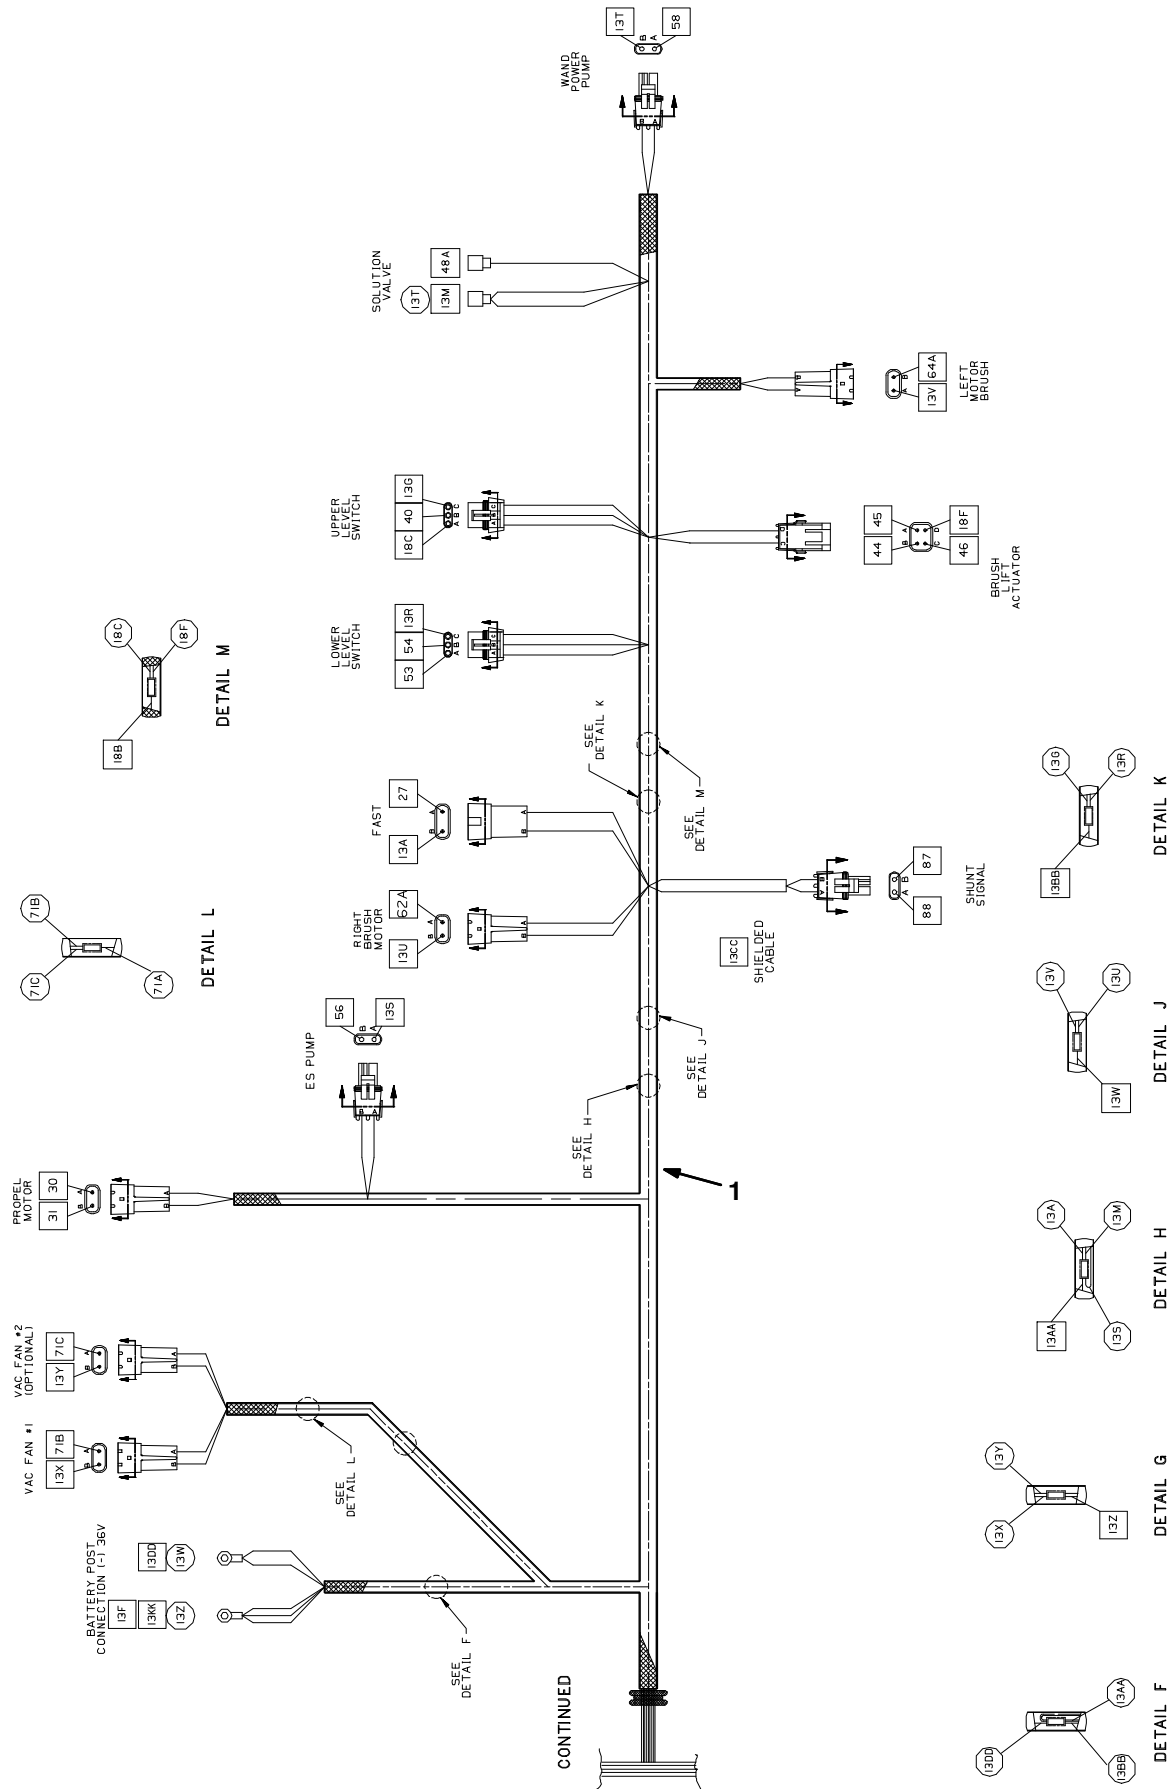 BATTERY POST
CONNECTION (-) 36V
13F
13KK
13Z
13DD
13W
VAC FAN #1
13X
71B
B
A
B
A
VAC FAN #2
(OPTIONAL)
13Y
71C
B
A
B
A
PROPEL
MOTOR
31
30
B
A
B
A
ES PUMP
56
13S
B
A
B
A
71C
71B
71A
DETAIL L
18B
18C
18F
DETAIL M
RIGHT
BRUSH
MOTOR
13U
62A
B
A
B
A
FAST
13A
27
B
A
B
A
LOWER
LEVEL
SWITCH
53
54
13R
A
B
C
A
B
C
UPPER
LEVEL
SWITCH
18C
40
13G
A
B
C
A
B
C
SOLUTION
VALVE
13T
13M
48A
WAND
POWER
PUMP
13T
58
B
A
B
A
SEE
DETAIL F
SEE
DETAIL L
SEE
DETAIL H
SEE
DETAIL J
SEE
DETAIL K
SEE
DETAIL M
CONTINUED
1
13CC
SHIELDED
CABLE
A
B
A
B
88
87
SHUNT
SIGNAL
44
45
B
A
C
D
46
18F
BRUSH
LIFT
ACTUATOR
A
B
A
B
13V
64A
LEFT
MOTOR
BRUSH
13DD
13BB
13AA
DETAIL F
13X
13Y
13Z
DETAIL G
13AA
13A
13S
13M
DETAIL H
13W
13V
13U
DETAIL J
13BB
13G
13R
DETAIL K